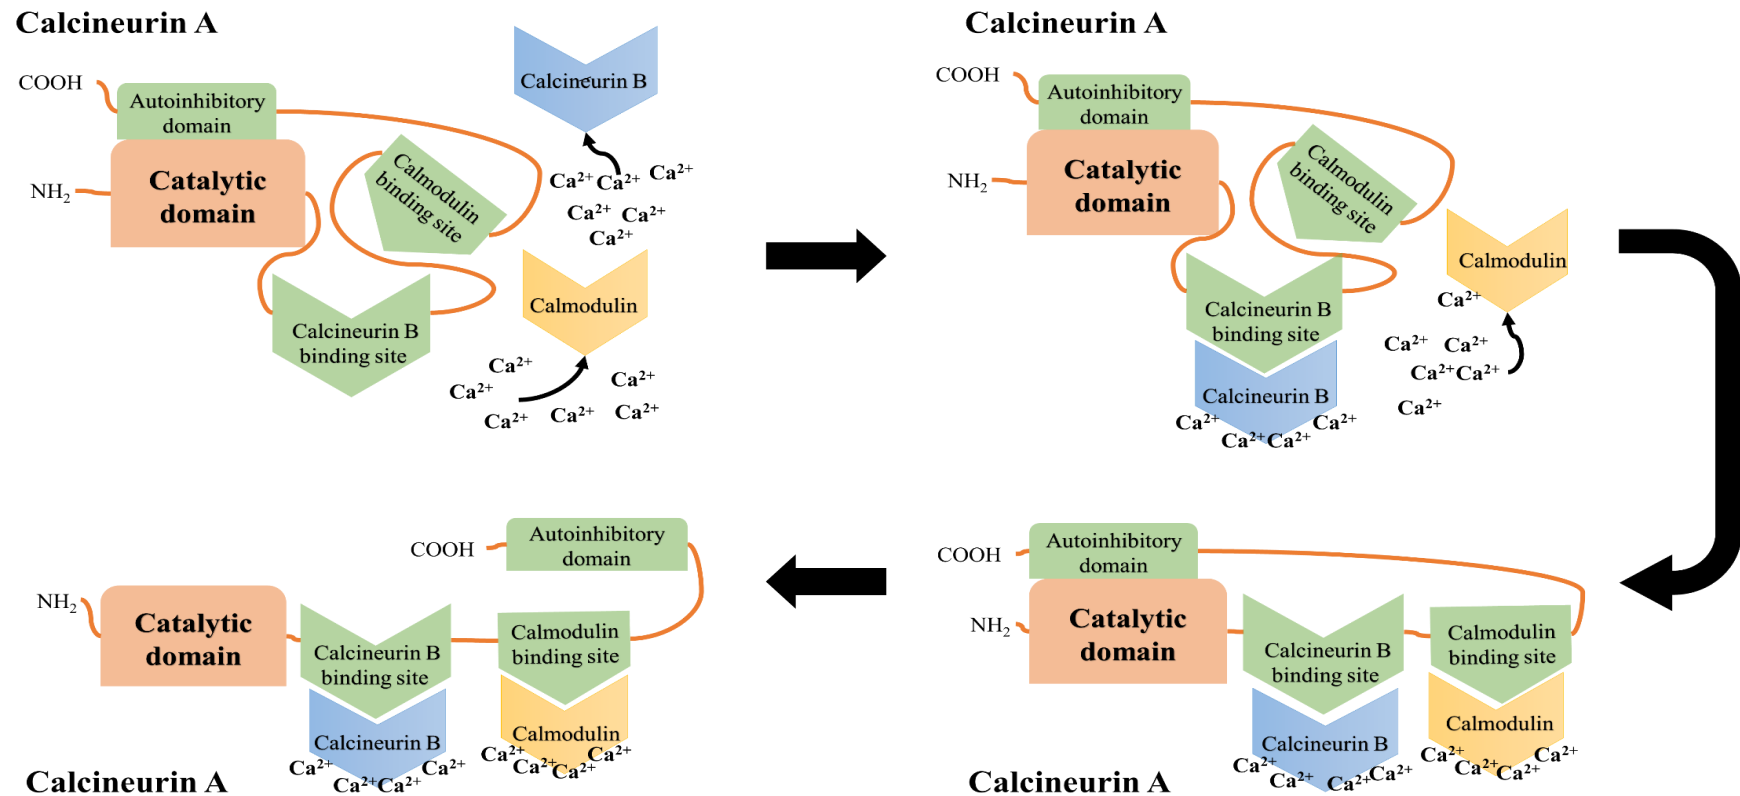 Calcineurin A
COOH
Autoinhibitory
domain
NH₂
Catalytic
domain
Calmodulin
binding site
Calcineurin B
binding site
Calcineurin B
Ca²⁺ Ca²⁺ Ca²⁺
Ca²⁺ Ca²⁺
Ca²⁺
Calmodulin
Ca²⁺
Ca²⁺
Ca²⁺
Ca²⁺ Ca²⁺ Ca²⁺
Calcineurin A
COOH
Autoinhibitory
domain
NH₂
Catalytic
domain
Calmodulin
binding site
Calcineurin B
binding site
Calcineurin B
Ca²⁺ Ca²⁺ Ca²⁺ Ca²⁺
Calmodulin
Ca²⁺
Ca²⁺ Ca²⁺
Ca²⁺ Ca²⁺
Ca²⁺
COOH
Autoinhibitory
domain
NH₂
Catalytic
domain
Calcineurin B
binding site
Calmodulin
binding site
Calcineurin B
Ca²⁺ Ca²⁺ Ca²⁺ Ca²⁺
Calmodulin
Ca²⁺ Ca²⁺ Ca²⁺ Ca²⁺
Calcineurin A
COOH
Autoinhibitory
domain
NH₂
Catalytic
domain
Calcineurin B
binding site
Calmodulin
binding site
Calcineurin B
Ca²⁺ Ca²⁺ Ca²⁺ Ca²⁺
Calmodulin
Ca²⁺ Ca²⁺ Ca²⁺ Ca²⁺
Calcineurin A